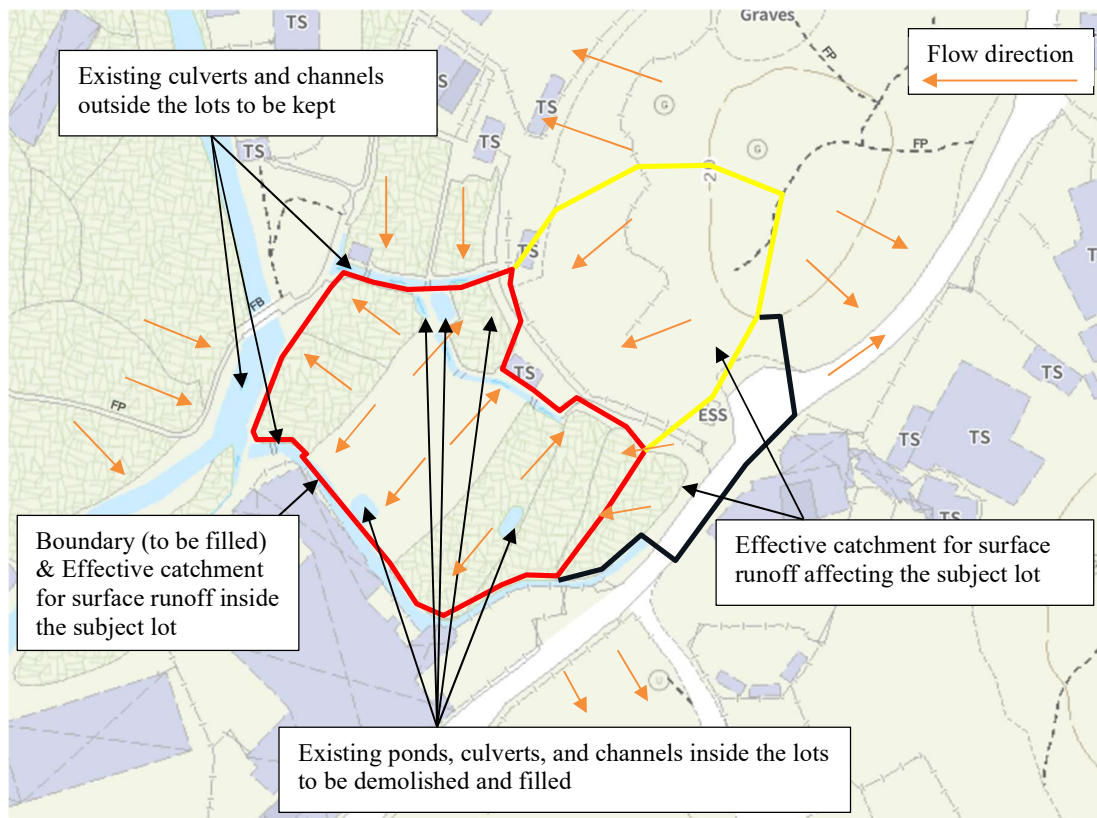 Graves
TS
FP
Flow direction
Existing culverts and channels
outside the lots to be kept
TS
TS
G
TS
G
FP
TS
20
TS
TS
FB
TS
TS
FP
ESS
TS
TS
TS
Boundary (to be filled)
& Effective catchment
for surface runoff inside
the subject lot
Effective catchment for surface
runoff affecting the subject lot
Existing ponds, culverts, and channels inside the lots
to be demolished and filled